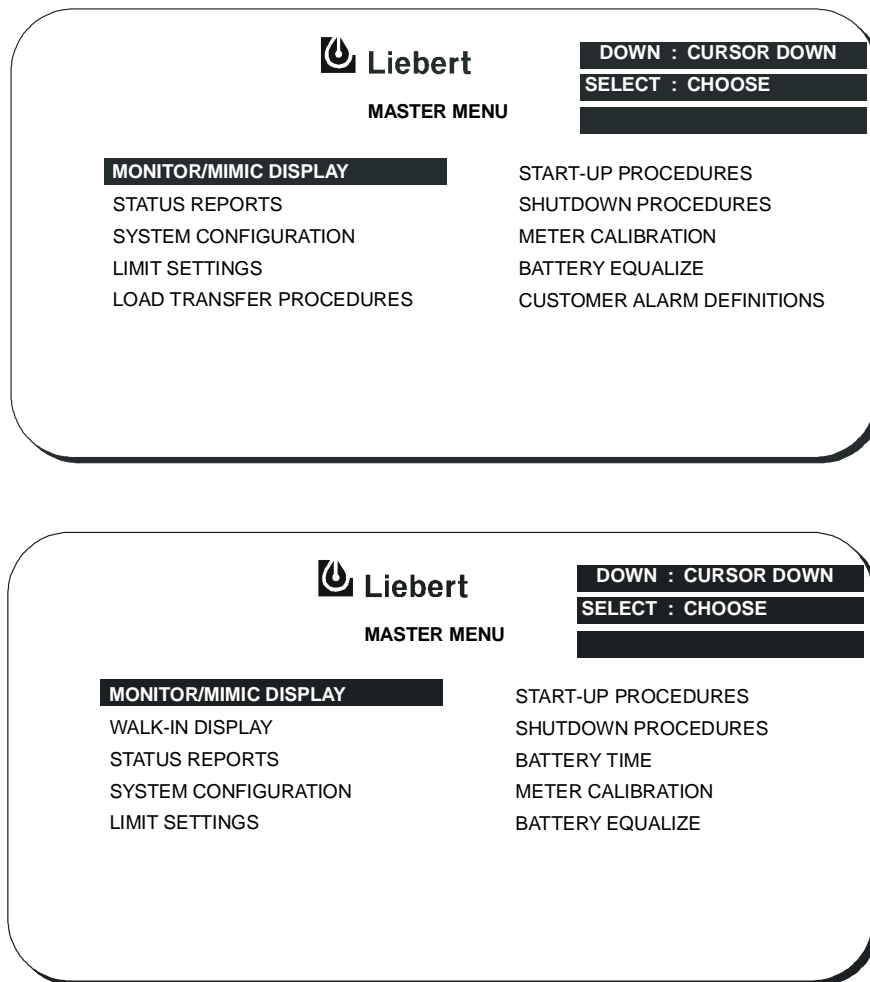 Liebert
DOWN : CURSOR DOWN
SELECT : CHOOSE
MASTER MENU
MONITOR/MIMIC DISPLAY
STATUS REPORTS
SYSTEM CONFIGURATION
LIMIT SETTINGS
LOAD TRANSFER PROCEDURES
START-UP PROCEDURES
SHUTDOWN PROCEDURES
METER CALIBRATION
BATTERY EQUALIZE
CUSTOMER ALARM DEFINITIONS
Liebert
DOWN : CURSOR DOWN
SELECT : CHOOSE
MASTER MENU
MONITOR/MIMIC DISPLAY
WALK-IN DISPLAY
STATUS REPORTS
SYSTEM CONFIGURATION
LIMIT SETTINGS
START-UP PROCEDURES
SHUTDOWN PROCEDURES
BATTERY TIME
METER CALIBRATION
BATTERY EQUALIZE